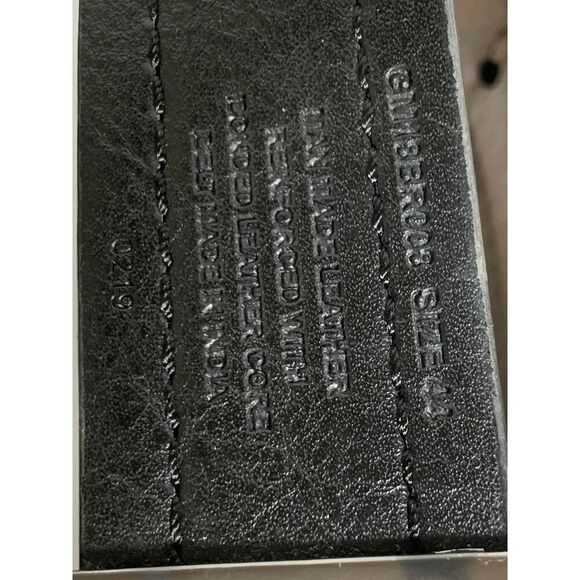 GM18BR008 SIZE 44
MAN MADE LEATHER
REINFORCED WITH
BONDED LEATHER CORE
BELT MADE IN INDIA
0219